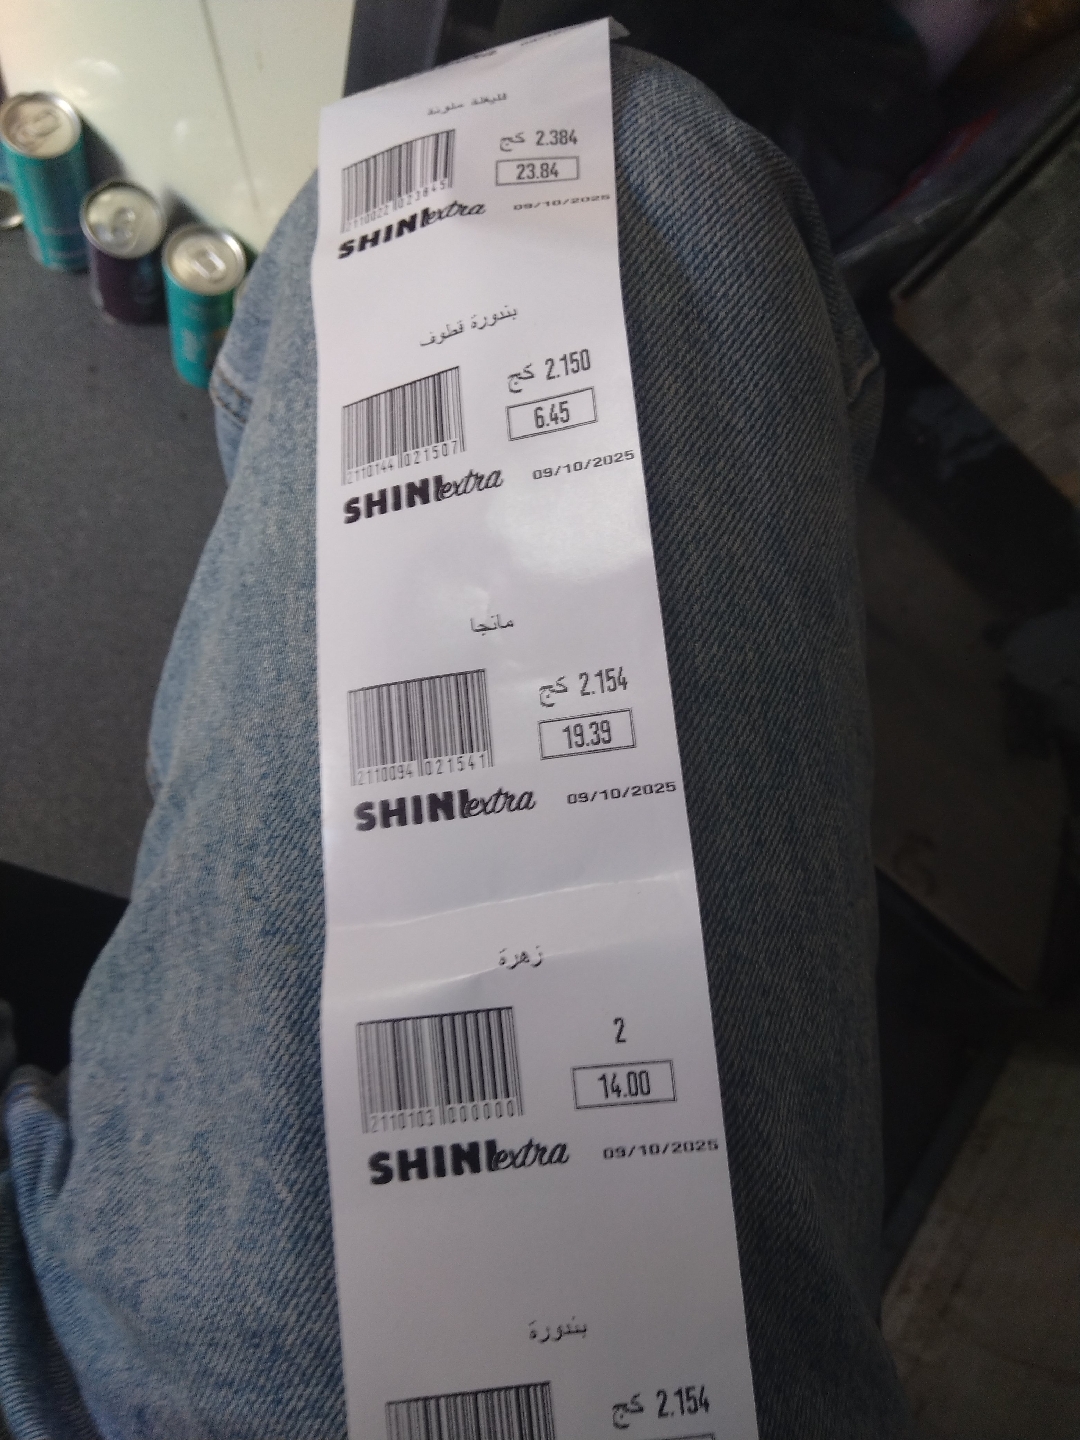 فليفلة ملونة
2.384 كج
23.84
2110022 023845
SHINI extra 09/10/2025
بندورة قطوف
2.150 كج
6.45
2110144 021507
SHINI extra 09/10/2025
مانجا
2.154 كج
19.39
2110094 021541
SHINI extra 09/10/2025
زهرة
2
14.00
2110103 000000
SHINI extra 09/10/2025
بندورة
2.154 كج